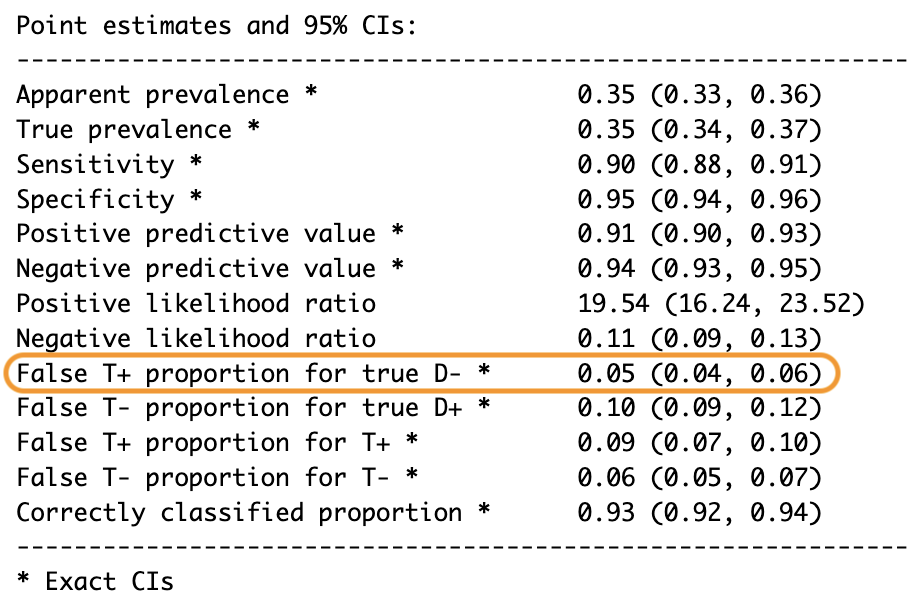 Point estimates and 95% CIs:
--------------------------------------------------------------
Apparent prevalence * 0.35 (0.33, 0.36)
True prevalence * 0.35 (0.34, 0.37)
Sensitivity * 0.90 (0.88, 0.91)
Specificity * 0.95 (0.94, 0.96)
Positive predictive value * 0.91 (0.90, 0.93)
Negative predictive value * 0.94 (0.93, 0.95)
Positive likelihood ratio 19.54 (16.24, 23.52)
Negative likelihood ratio 0.11 (0.09, 0.13)
False T+ proportion for true D- * 0.05 (0.04, 0.06)
False T- proportion for true D+ * 0.10 (0.09, 0.12)
False T+ proportion for T+ * 0.09 (0.07, 0.10)
False T- proportion for T- * 0.06 (0.05, 0.07)
Correctly classified proportion * 0.93 (0.92, 0.94)
--------------------------------------------------------------
* Exact CIs